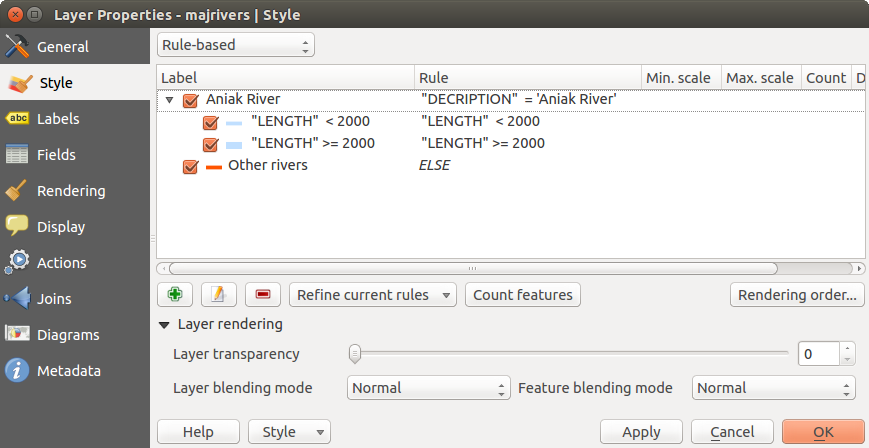 Layer Properties - majrivers | Style
General
Style
abc Labels
Fields
Rendering
Display
Actions
Joins
Diagrams
Metadata
Rule-based
Label Rule Min. scale Max. scale Count D
Aniak River "DECRIPTION" = 'Aniak River'
"LENGTH" < 2000 "LENGTH" < 2000
"LENGTH" >= 2000 "LENGTH" >= 2000
Other rivers ELSE
Refine current rules Count features Rendering order...
Layer rendering
Layer transparency 0
Layer blending mode Normal Feature blending mode Normal
Help Style Apply Cancel OK